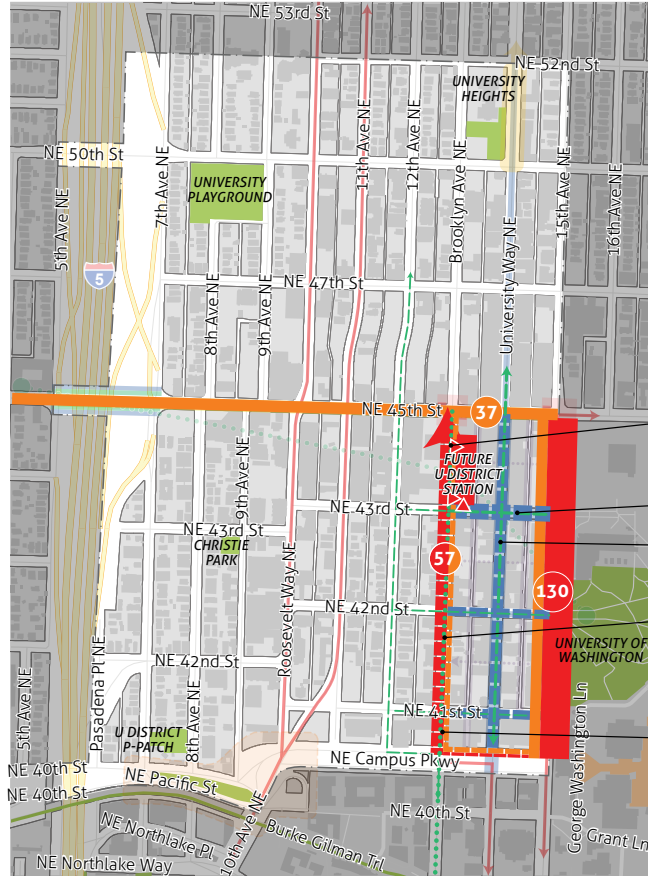 NE 53rd St
NE 52nd St
UNIVERSITY
HEIGHTS
NE 50th St
5th Ave NE
7th Ave NE
11th Ave NE
12th Ave NE
Brooklyn Ave NE
15th Ave NE
16th Ave NE
UNIVERSITY
PLAYGROUND
5
NE 47th St
University Way NE
8th Ave NE
9th Ave NE
NE 45th St
37
FUTURE
U DISTRICT
STATION
9th Ave NE
NE 43rd St
NE 43rd St
CHRISTIE
PARK
Roosevelt Way NE
57
130
NE 42nd St
UNIVERSITY OF
WASHINGTON
NE 42nd St
Pasadena Pl NE
5th Ave NE
8th Ave NE
U DISTRICT
P-PATCH
NE 41st St
George Washington Ln
NE Campus Pkwy
NE 40th St
NE 40th St
NE Pacific St
10th Ave NE
NE 40th St
Burke Gilman Trl
Grant Ln
NE Northlake Pl
NE Northlake Way